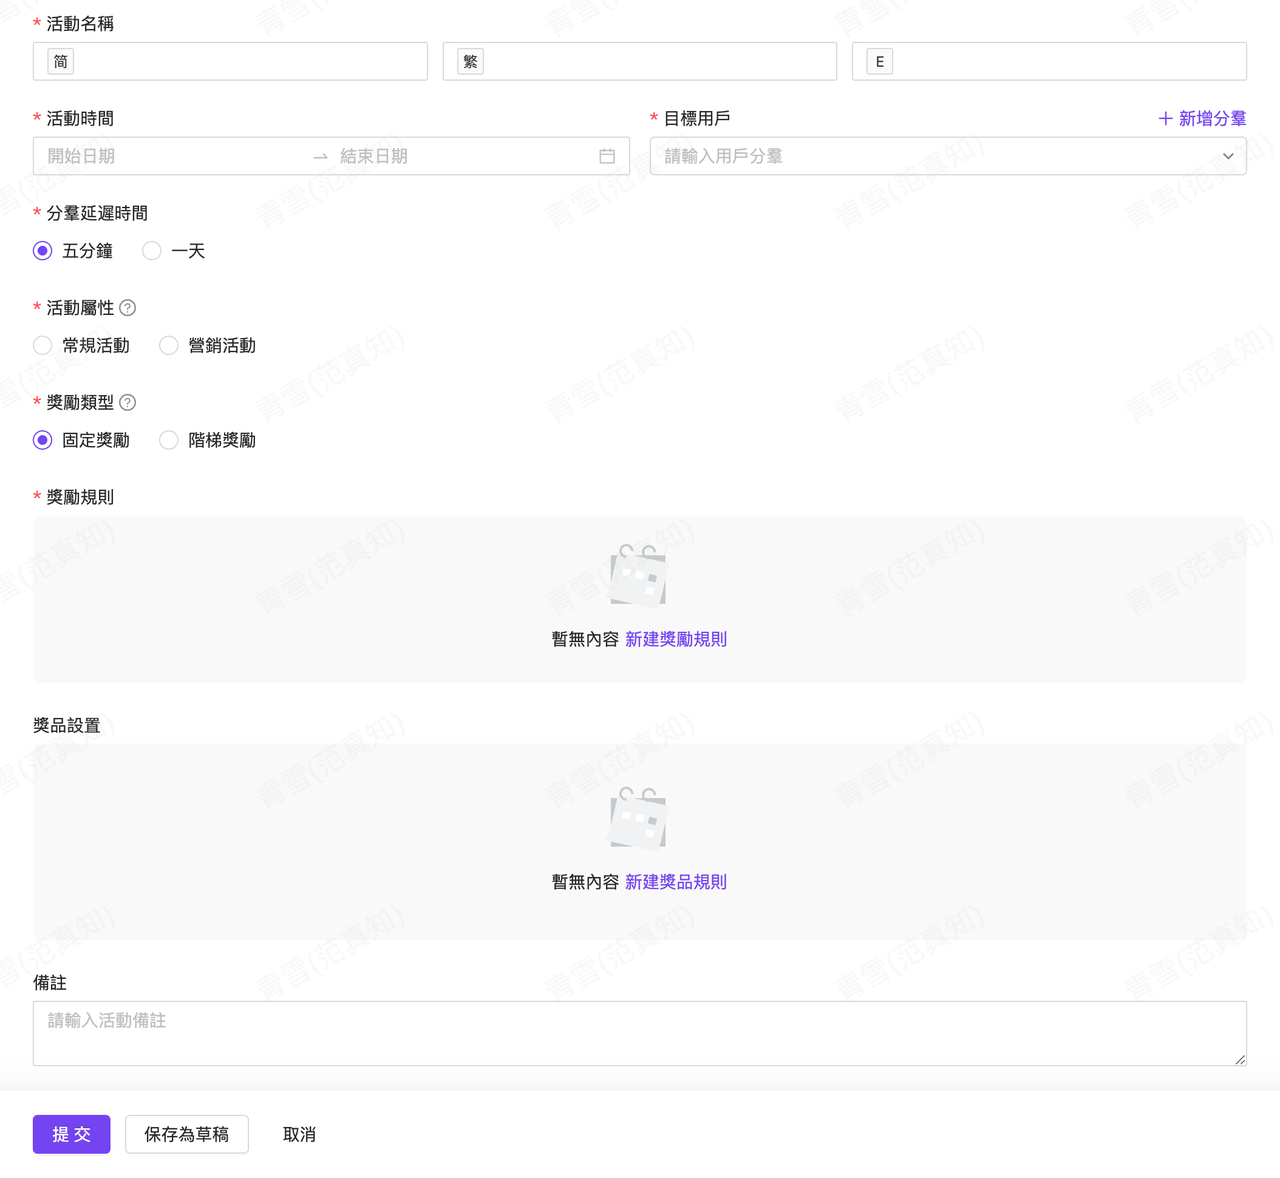 * 活動名稱
简 繁 E
* 活動時間 * 目標用戶 + 新增分羣
開始日期 → 結束日期 請輸入用戶分羣
* 分羣延遲時間
五分鐘 一天
* 活動屬性 ?
常規活動 營銷活動
* 獎勵類型 ?
固定獎勵 階梯獎勵
* 獎勵規則
暫無內容 新建獎勵規則
獎品設置
暫無內容 新建獎品規則
備註
請輸入活動備註
提 交 保存為草稿 取消
青雪(范真知)